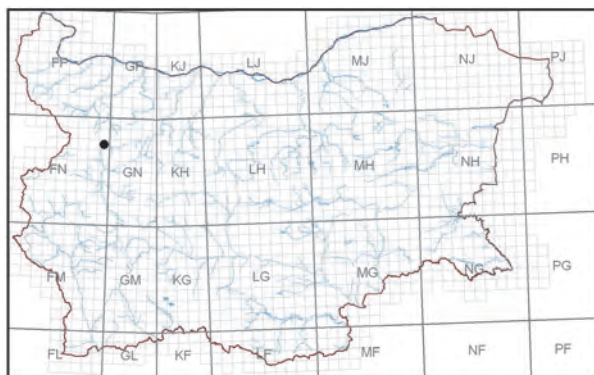 FP GP KJ LJ MJ NJ PJ
FN GN KH LH MH NH PH
FM GM KG LG MG NG PG
FL GL KF LF MF NF PF